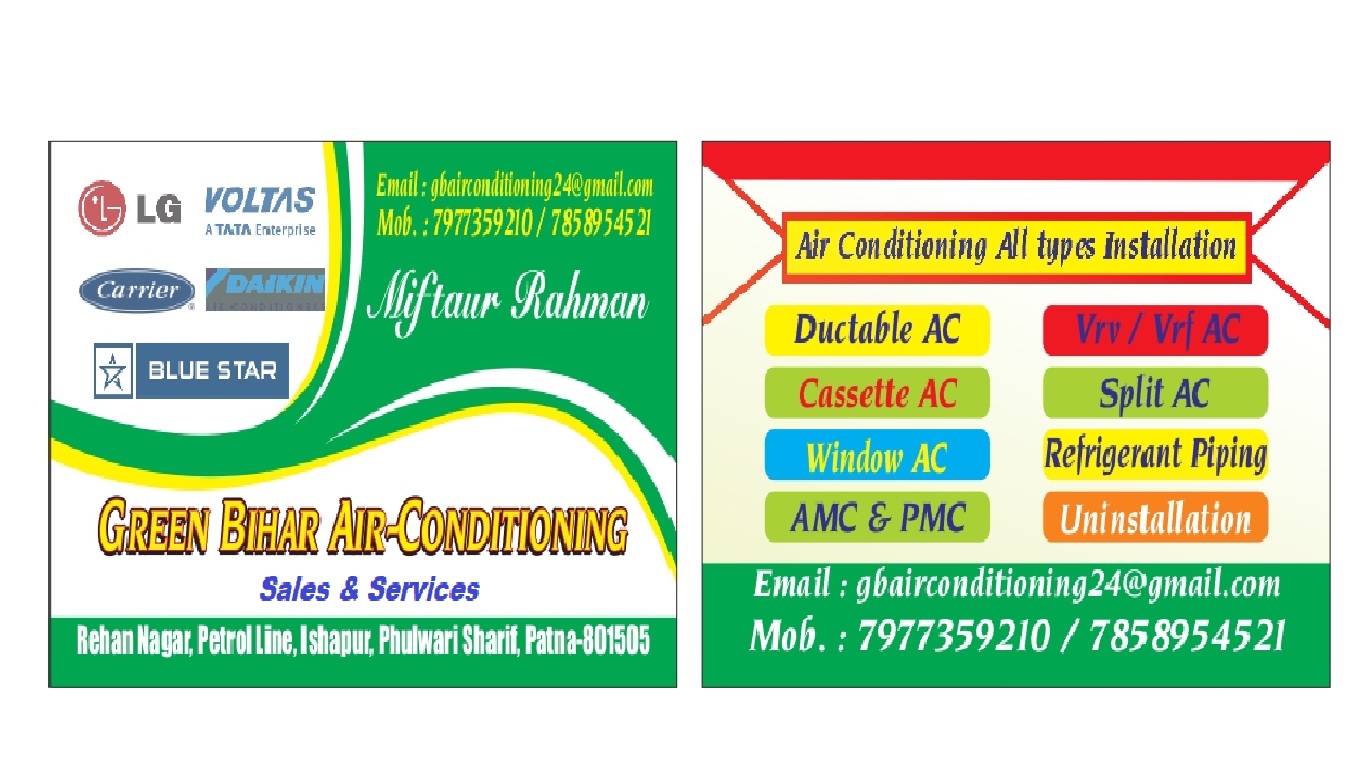 LG
VOLTAS
A TATA Enterprise
Carrier
DAIKIN
AIR CONDITIONERS
BLUE STAR
Email : gbairconditioning24@gmail.com
Mob. : 7977359210 / 7858954521
Miftaur Rahman
GREEN BIHAR AIR-CONDITIONING
Sales & Services
Rehan Nagar, Petrol Line, Ishapur, Phulwari Sharif, Patna-801505
Air Conditioning All types Installation
Ductable AC
Vrv / Vrf AC
Cassette AC
Split AC
Window AC
Refrigerant Piping
AMC & PMC
Uninstallation
Email : gbairconditioning24@gmail.com
Mob. : 7977359210 / 7858954521